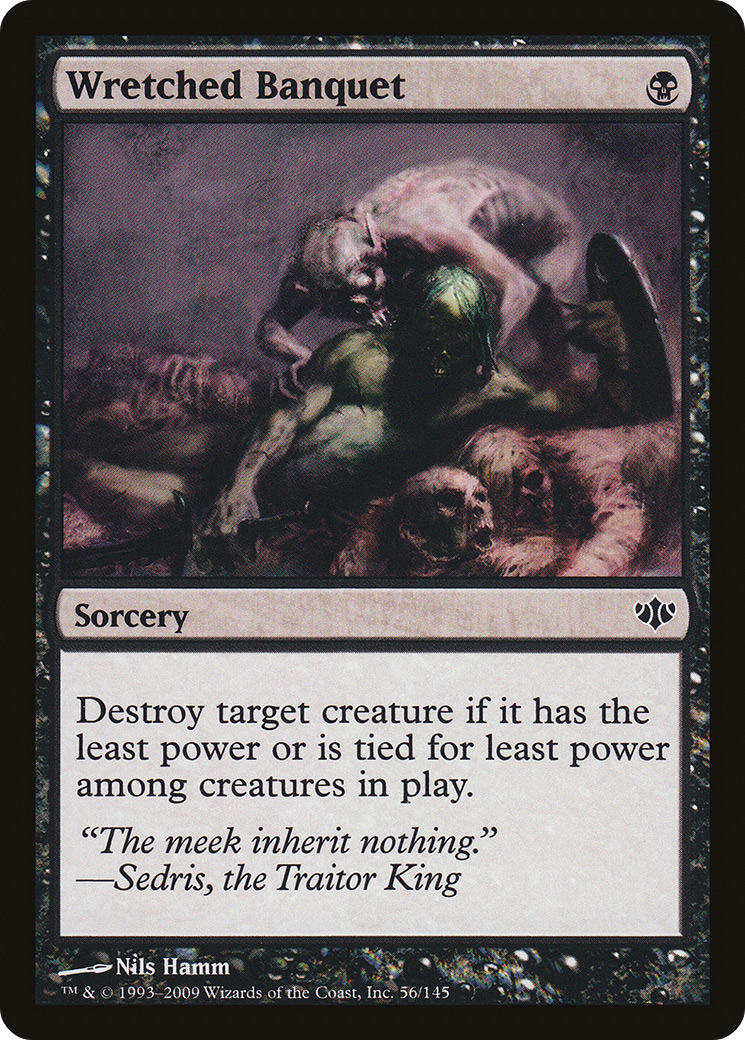 Wretched Banquet
Sorcery
Destroy target creature if it has the
least power or is tied for least power
among creatures in play.
“The meek inherit nothing.”
—Sedris, the Traitor King
Nils Hamm
™ & © 1993–2009 Wizards of the Coast, Inc. 56/145